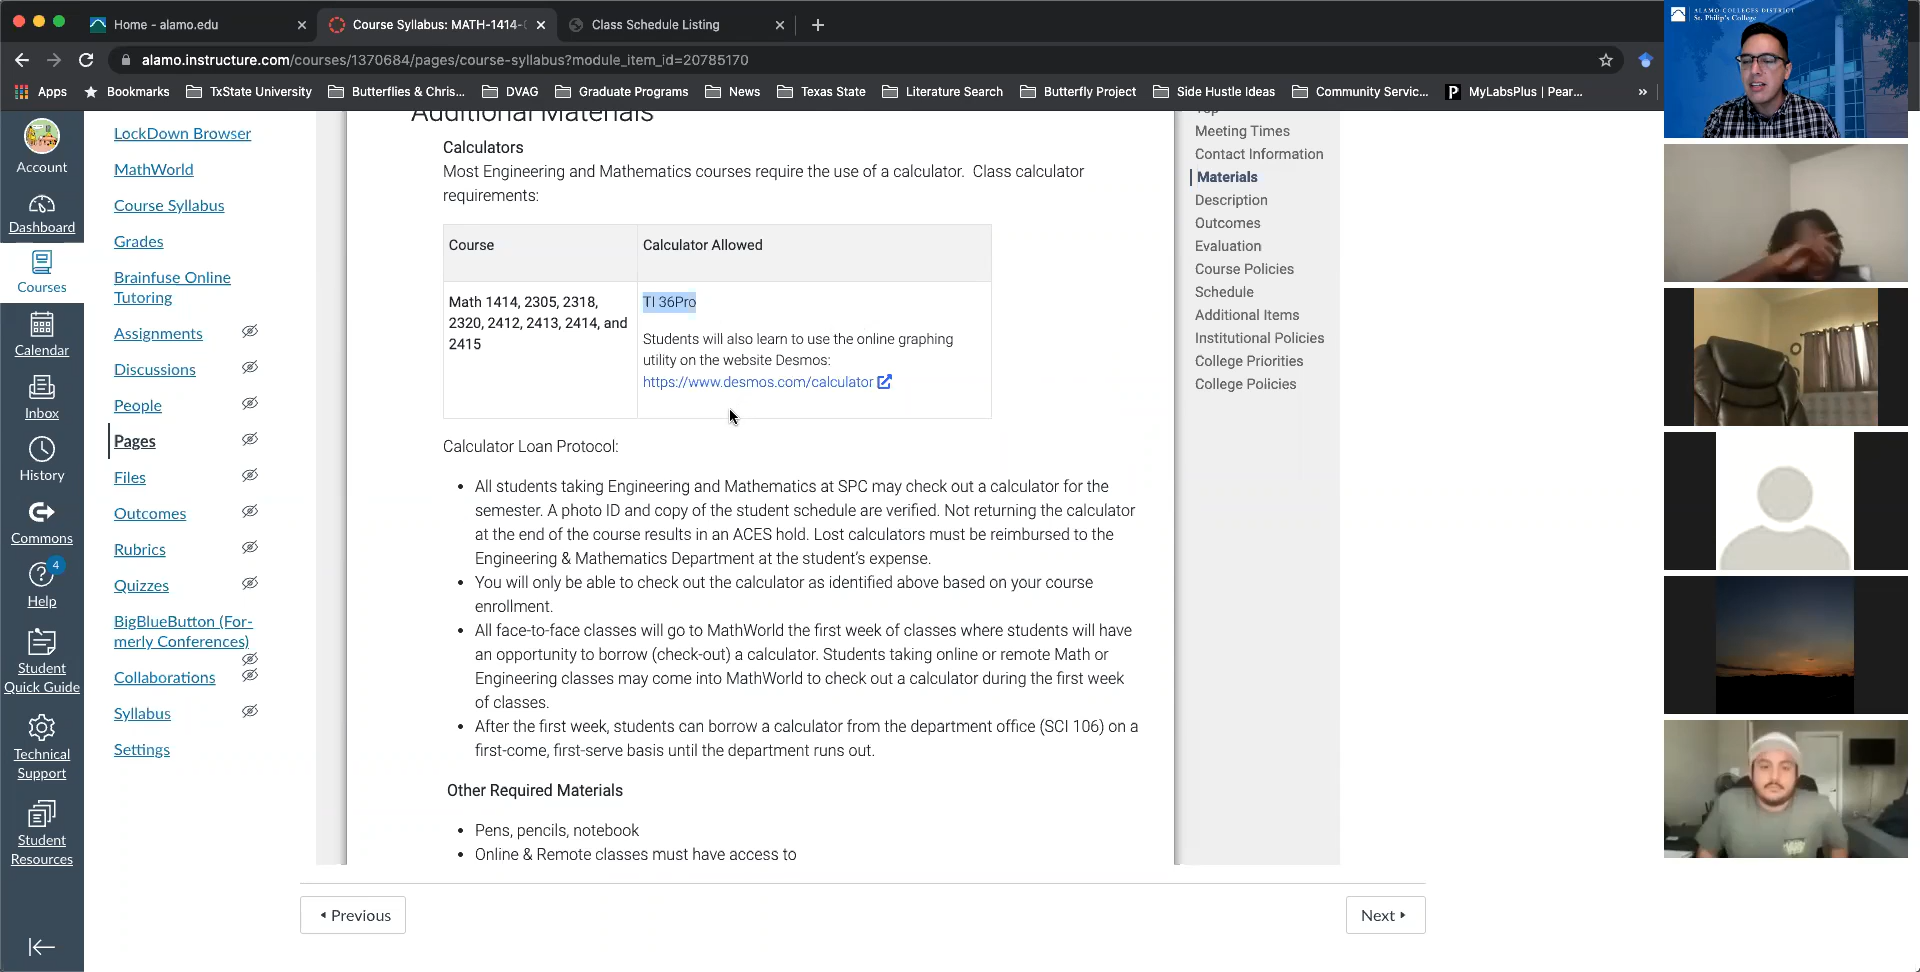 Home - alamo.edu
Course Syllabus: MATH-1414-
Class Schedule Listing
alamo.instructure.com/courses/1370684/pages/course-syllabus?module_item_id=20785170
Apps
Bookmarks
TxState University
Butterflies & Chris...
DVAG
Graduate Programs
News
Texas State
Literature Search
Butterfly Project
Side Hustle Ideas
Community Servic...
MyLabsPlus | Pear...
»
ALAMO COLLEGES DISTRICT
St. Philip's College
Account
Dashboard
Courses
Calendar
Inbox
History
Commons
4
Help
Student
Quick Guide
Technical
Support
Student
Resources
LockDown Browser
MathWorld
Course Syllabus
Grades
Brainfuse Online
Tutoring
Assignments
Discussions
People
Pages
Files
Outcomes
Rubrics
Quizzes
BigBlueButton (For-
merly Conferences)
Collaborations
Syllabus
Settings
Additional Materials
Calculators
Most Engineering and Mathematics courses require the use of a calculator. Class calculator
requirements:
Course
Calculator Allowed
Math 1414, 2305, 2318,
2320, 2412, 2413, 2414, and
2415
TI 36Pro
Students will also learn to use the online graphing
utility on the website Desmos:
https://www.desmos.com/calculator
Calculator Loan Protocol:
• All students taking Engineering and Mathematics at SPC may check out a calculator for the
semester. A photo ID and copy of the student schedule are verified. Not returning the calculator
at the end of the course results in an ACES hold. Lost calculators must be reimbursed to the
Engineering & Mathematics Department at the student's expense.
• You will only be able to check out the calculator as identified above based on your course
enrollment.
• All face-to-face classes will go to MathWorld the first week of classes where students will have
an opportunity to borrow (check-out) a calculator. Students taking online or remote Math or
Engineering classes may come into MathWorld to check out a calculator during the first week
of classes.
• After the first week, students can borrow a calculator from the department office (SCI 106) on a
first-come, first-serve basis until the department runs out.
Other Required Materials
• Pens, pencils, notebook
• Online & Remote classes must have access to
Top
Meeting Times
Contact Information
Materials
Description
Outcomes
Evaluation
Course Policies
Schedule
Additional Items
Institutional Policies
College Priorities
College Policies
Previous
Next